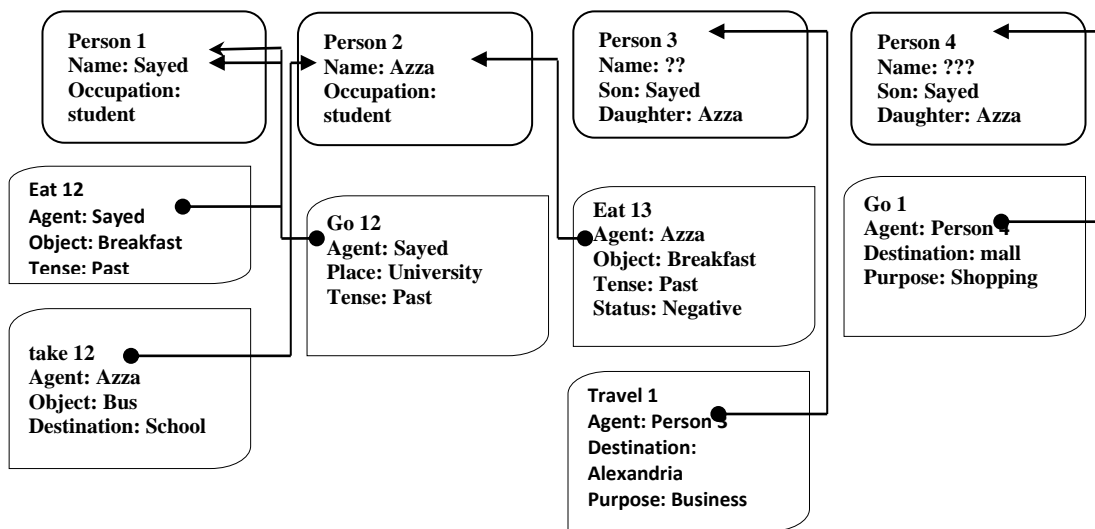 Person 1
Name: Sayed
Occupation:
student
Person 2
Name: Azza
Occupation:
student
Person 3
Name: ??
Son: Sayed
Daughter: Azza
Person 4
Name: ???
Son: Sayed
Daughter: Azza
Eat 12
Agent: Sayed
Object: Breakfast
Tense: Past
Go 12
Agent: Sayed
Place: University
Tense: Past
Eat 13
Agent: Azza
Object: Breakfast
Tense: Past
Status: Negative
Go 1
Agent: Person 4
Destination: mall
Purpose: Shopping
take 12
Agent: Azza
Object: Bus
Destination: School
Travel 1
Agent: Person 3
Destination:
Alexandria
Purpose: Business